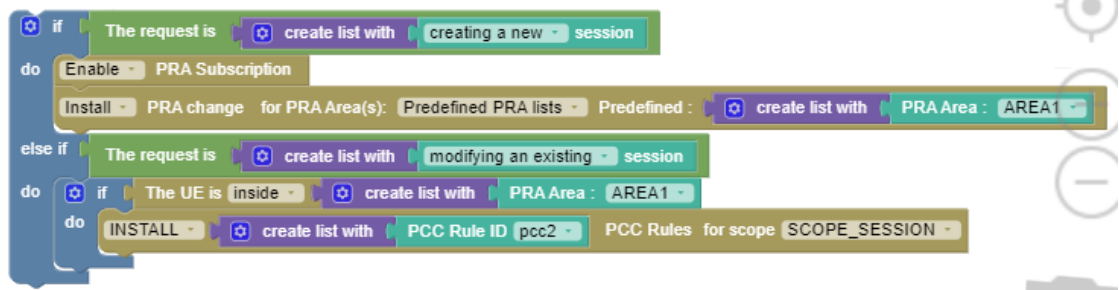 if The request is create list with creating a new session
do Enable PRA Subscription
Install PRA change for PRA Area(s): Predefined PRA lists Predefined : create list with PRA Area : AREA1
else if The request is create list with modifying an existing session
do if The UE is inside create list with PRA Area : AREA1
do INSTALL create list with PCC Rule ID pcc2 PCC Rules for scope SCOPE_SESSION